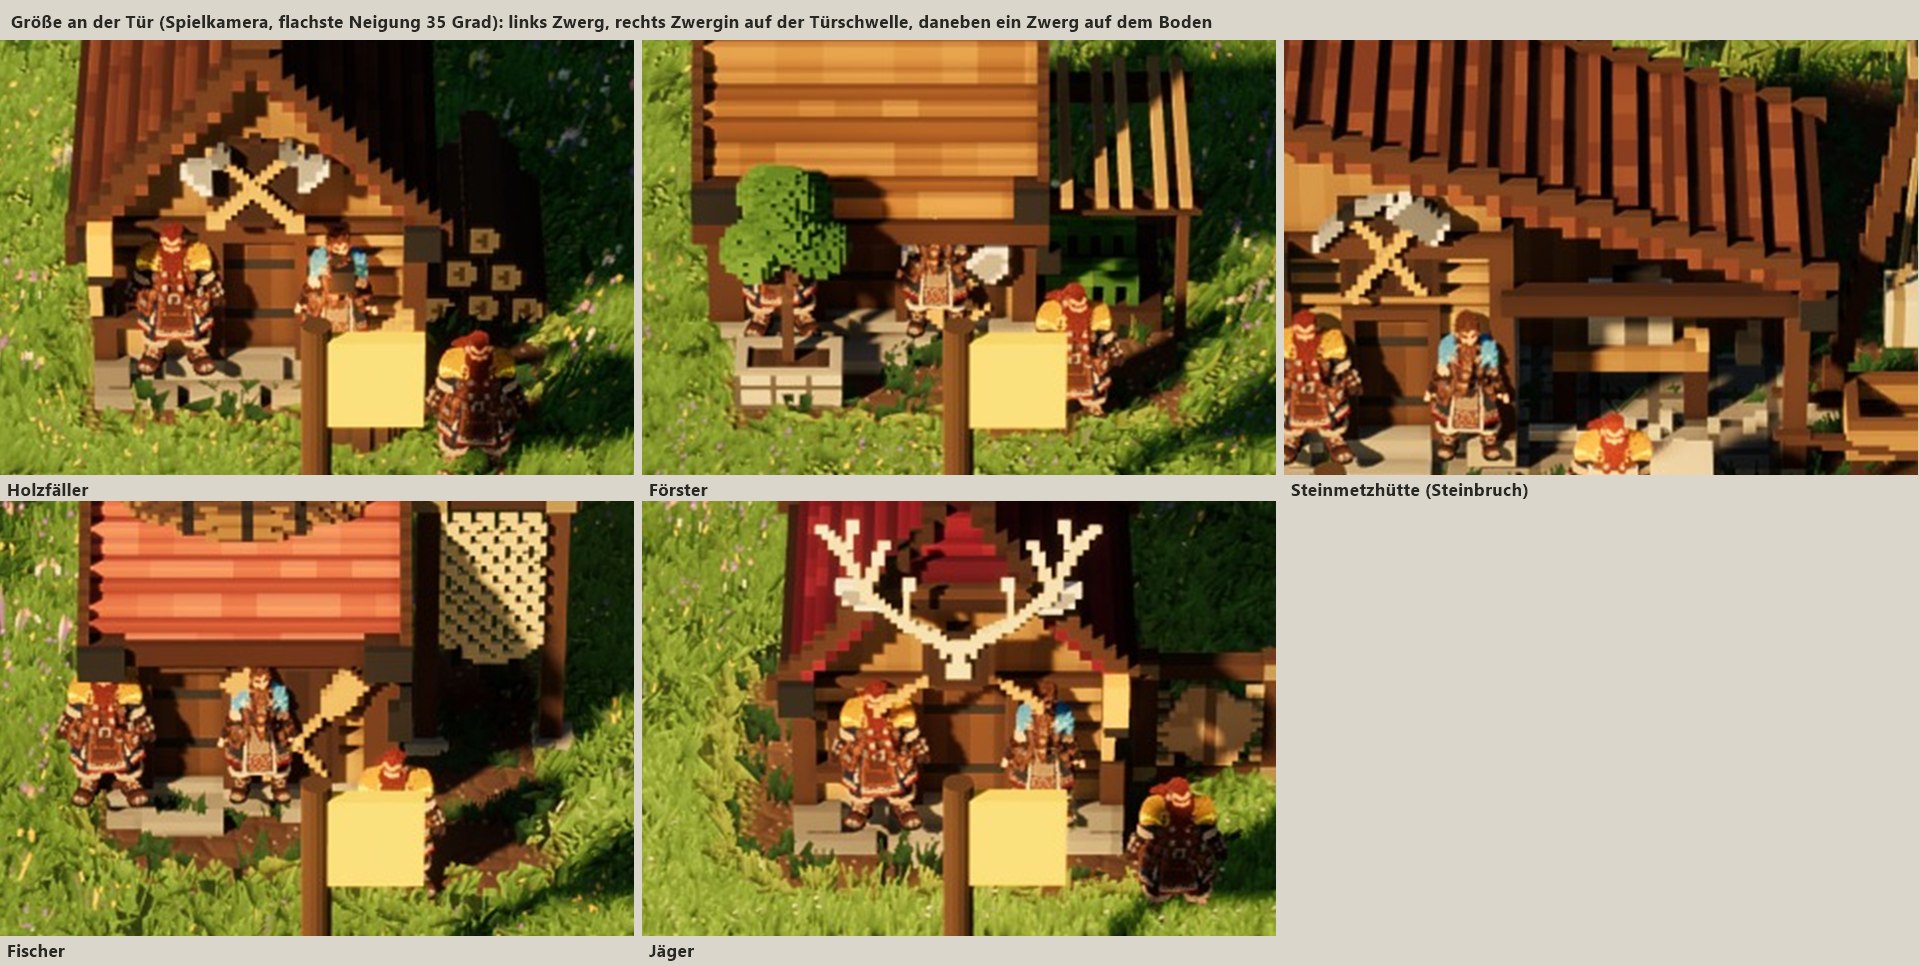 Größe an der Tür (Spielkamera, flachste Neigung 35 Grad): links Zwerg, rechts Zwergin auf der Türschwelle, daneben ein Zwerg auf dem Boden
Holzfäller
Förster
Steinmetzhütte (Steinbruch)
Fischer
Jäger